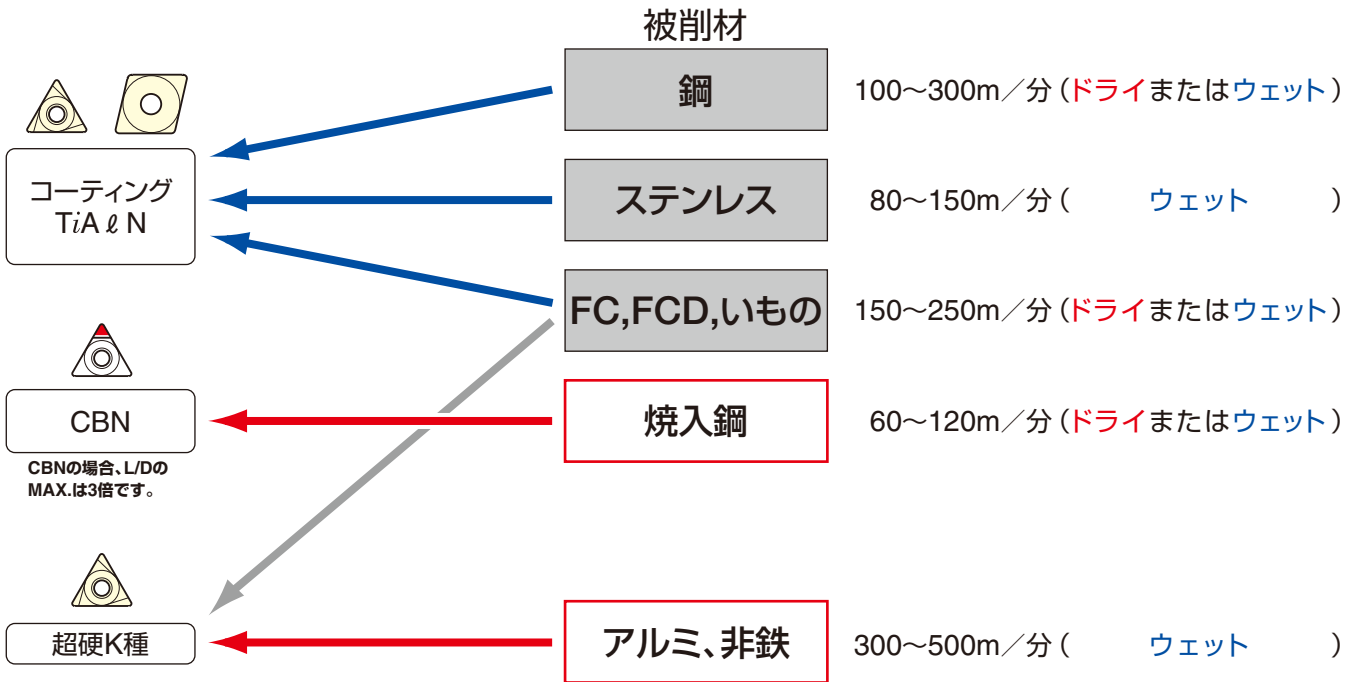 被削材
鋼
100～300m／分（ドライまたはウェット）
コーティング
TiAℓN
ステンレス
80～150m／分（ウェット）
FC,FCD,いもの
150～250m／分（ドライまたはウェット）
CBN
焼入鋼
60～120m／分（ドライまたはウェット）
CBNの場合、L/Dの
MAX.は3倍です。
超硬K種
アルミ、非鉄
300～500m／分（ウェット）